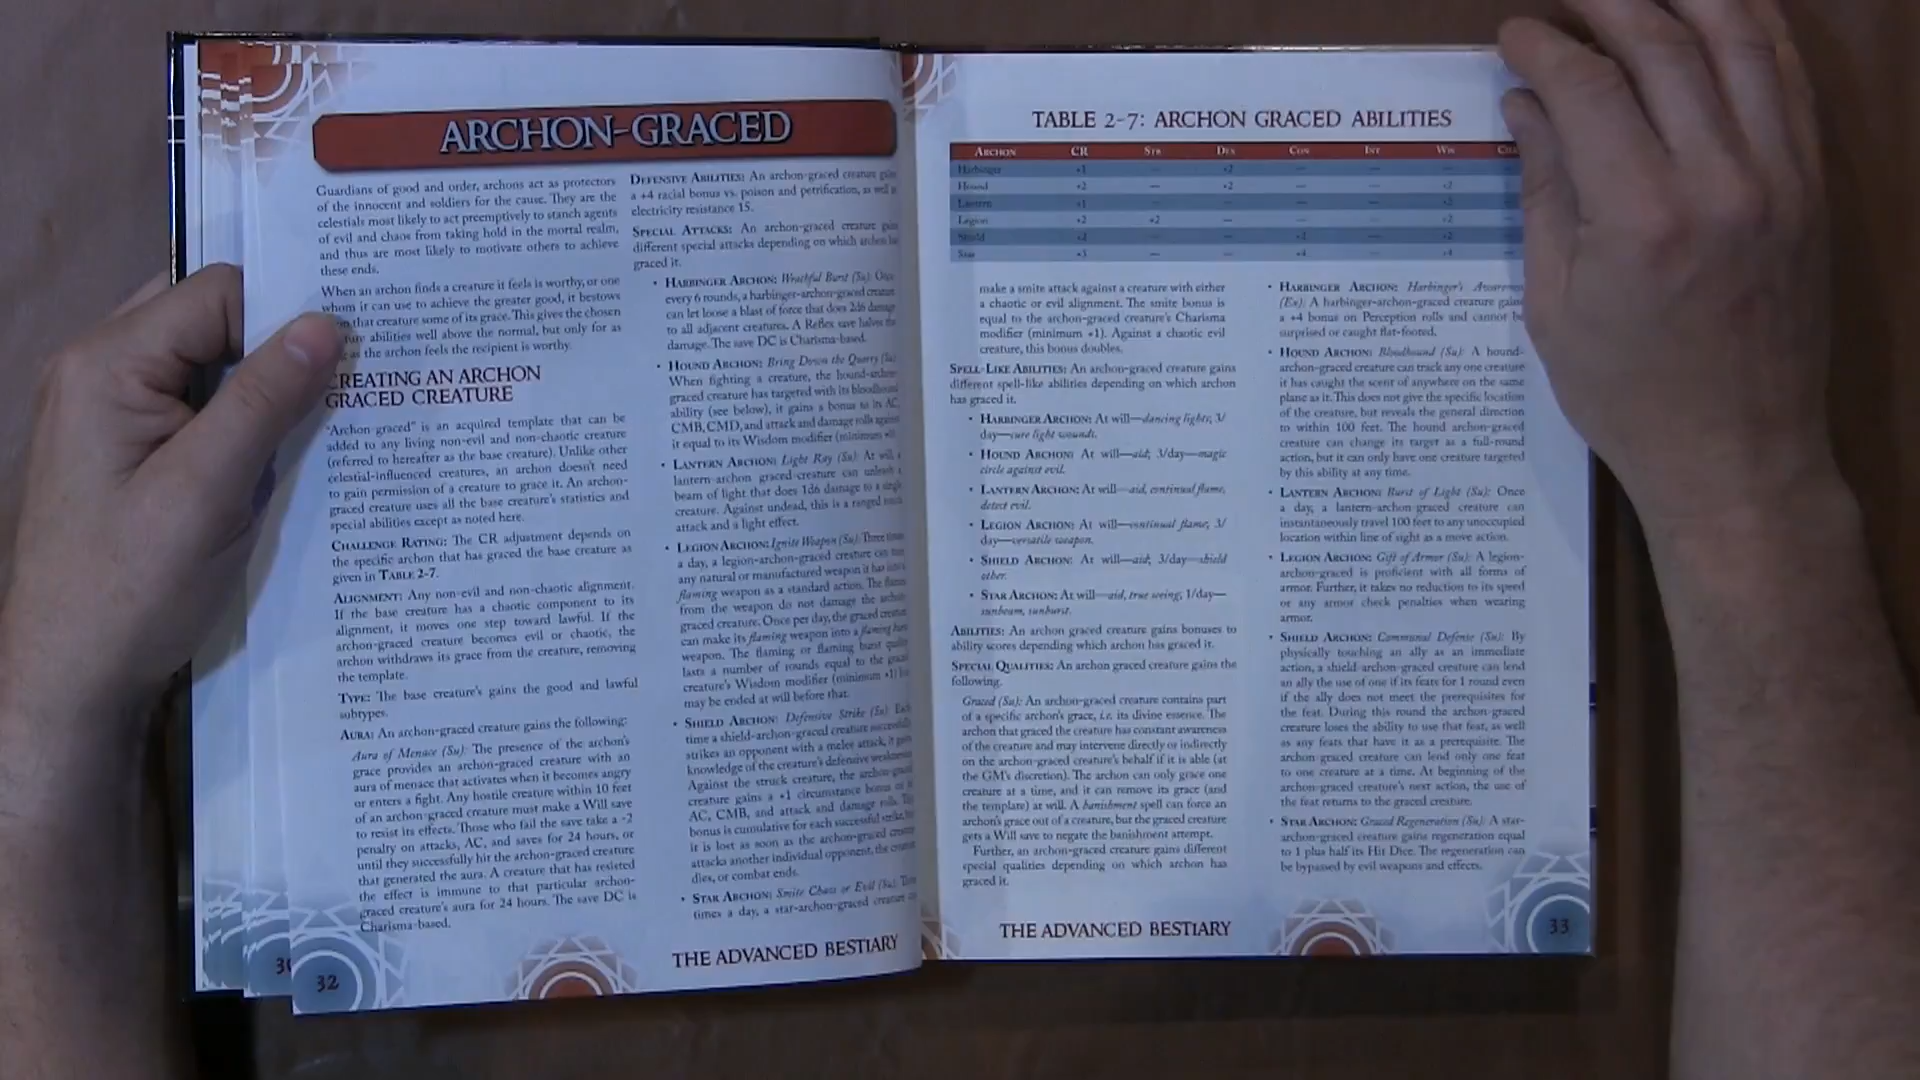 ARCHON-GRACED
Guardians of good and order, archons act as protectors
of the innocent and soldiers for the cause. They are the
celestials most likely to act preemptively to stanch agents
of evil and chaos from taking hold in the mortal realm,
and thus are most likely to motivate others to achieve
these ends.
When an archon finds a creature it feels is worthy, or one
whom it can use to achieve the greater good, it bestows
that creature some of its grace. This gives the chosen
abilities well above the normal, but only for as
as the archon feels the recipient is worthy.
CREATING AN ARCHON
GRACED CREATURE
"Archon-graced" is an acquired template that can be
added to any living non-evil and non-chaotic creature
(referred to hereafter as the base creature). Unlike other
celestial-influenced creatures, an archon doesn't need
to gain permission of a creature to grace it. An archon-
graced creature uses all the base creature's statistics and
special abilities except as noted here.
CHALLENGE RATING: The CR adjustment depends on
the specific archon that has graced the base creature as
given in TABLE 2-7.
ALIGNMENT: Any non-evil and non-chaotic alignment.
If the base creature has a chaotic component to its
alignment, it moves one step toward lawful. If the
archon-graced creature becomes evil or chaotic, the
archon withdraws its grace from the creature, removing
the template.
TYPE: The base creature's gains the good and lawful
subtypes.
AURA: An archon-graced creature gains the following:
Aura of Menace (Su): The presence of the archon's
grace provides an archon-graced creature with an
aura of menace that activates when it becomes angry
or enters a fight. Any hostile creature within 10 feet
of an archon-graced creature must make a Will save
to resist its effects. Those who fail the save take a -2
penalty on attacks, AC, and saves for 24 hours, or
until they successfully hit the archon-graced creature
that generated the aura. A creature that has resisted
the effect is immune to that particular archon-
graced creature's aura for 24 hours. The save DC is
Charisma-based.
32
DEFENSIVE ABILITIES: An archon-graced creature
a +4 racial bonus vs. poison and petrification, as well
electricity resistance 15.
SPECIAL ATTACKS: An archon-graced creature
different special attacks depending on which archon
graced it.
• HARBINGER ARCHON: Wrathful Burst (Su): Once
every 6 rounds, a harbinger-archon-graced creature
can let loose a blast of force that does 2d6 damage
to all adjacent creatures. A Reflex save halves the
damage. The save DC is Charisma-based.
• HOUND ARCHON: Bring Down the Quarry (Su):
When fighting a creature, the hound-archon-
graced creature has targeted with its bloodhound
ability (see below), it gains a bonus to its AC,
CMB, CMD, and attack and damage rolls against
it equal to its Wisdom modifier (minimum
• LANTERN ARCHON: Light Ray (Su): At will, a
lantern-archon graced-creature can unleash a
beam of light that does 1d6 damage to a single
creature. Against undead, this is a ranged touch
attack and a light effect.
• LEGION ARCHON: Ignite Weapon (Su): Three times
a day, a legion-archon-graced creature can turn
any natural or manufactured weapon it has into a
flaming weapon as a standard action. The flames
from the weapon do not damage the archon-
graced creature. Once per day, the graced creature
can make its flaming weapon into a flaming burst
weapon. The flaming or flaming burst quality
lasts a number of rounds equal to the graced
creature's Wisdom modifier (minimum +1)
may be ended at will before that.
• SHIELD ARCHON: Defensive Strike (Su): Each
time a shield-archon-graced creature successfully
strikes an opponent with a melee attack, it gains
knowledge of the creature's defensive weaknesses.
Against the struck creature, the archon-graced
creature gains a +1 circumstance bonus
AC, CMB, and attack and damage rolls. This
bonus is cumulative for each successful strike,
it is lost as soon as the archon-graced creature
attacks another individual opponent, the creature
dies, or combat ends.
• STAR ARCHON: Smite Chaos or Evil (Su):
times a day, a star-archon-graced creature
THE ADVANCED BESTIARY
TABLE 2-7: ARCHON GRACED ABILITIES
ARCHON CR STR DEX CON INT WIS
Harbinger +1 — +2 — — —
Hound +2 — +2 — — +2
Lantern +1 — — — — +2
Legion +2 +2 — — — +2
Shield +2 — — +2 — +2
Star +3 — — +4 — +4 —
make a smite attack against a creature with either
a chaotic or evil alignment. The smite bonus is
equal to the archon-graced creature's Charisma
modifier (minimum +1). Against a chaotic evil
creature, this bonus doubles.
SPELL-LIKE ABILITIES: An archon-graced creature gains
different spell-like abilities depending on which archon
has graced it.
• HARBINGER ARCHON: At will—dancing lights, 3/
day—cure light wounds.
• HOUND ARCHON: At will—aid; 3/day—magic
circle against evil.
• LANTERN ARCHON: At will—aid, continual flame,
detect evil.
• LEGION ARCHON: At will—continual flame, 3/
day—versatile weapon.
• SHIELD ARCHON: At will—aid, 3/day—shield
other.
• STAR ARCHON: At will—aid, true seeing, 1/day—
sunbeam, sunburst.
ABILITIES: An archon graced creature gains bonuses to
ability scores depending which archon has graced it.
SPECIAL QUALITIES: An archon graced creature gains the
following.
Graced (Su): An archon-graced creature contains part
of a specific archon's grace, i.e. its divine essence. The
archon that graced the creature has constant awareness
of the creature and may intervene directly or indirectly
on the archon-graced creature's behalf if it is able (at
the GM's discretion). The archon can only grace one
creature at a time, and it can remove its grace (and
the template) at will. A banishment spell can force an
archon's grace out of a creature, but the graced creature
gets a Will save to negate the banishment attempt.
Further, an archon-graced creature gains different
special qualities depending on which archon has
graced it.
• HARBINGER ARCHON: Harbinger's Awareness
(Ex): A harbinger-archon-graced creature gains
a +4 bonus on Perception rolls and cannot be
surprised or caught flat-footed.
• HOUND ARCHON: Bloodhound (Su): A hound-
archon-graced creature can track any one creature
it has caught the scent of anywhere on the same
plane as it. This does not give the specific location
of the creature, but reveals the general direction
to within 100 feet. The hound archon-graced
creature can change its target as a full-round
action, but it can only have one creature targeted
by this ability at any time.
• LANTERN ARCHON: Burst of Light (Su): Once
a day, a lantern-archon-graced creature can
instantaneously travel 100 feet to any unoccupied
location within line of sight as a move action.
• LEGION ARCHON: Gift of Armor (Su): A legion-
archon-graced is proficient with all forms of
armor. Further, it takes no reduction to its speed
or any armor check penalties when wearing
armor.
• SHIELD ARCHON: Communal Defense (Su): By
physically touching an ally as an immediate
action, a shield-archon-graced creature can lend
an ally the use of one if its feats for 1 round even
if the ally does not meet the prerequisites for
the feat. During this round the archon-graced
creature loses the ability to use that feat, as well
as any feats that have it as a prerequisite. The
archon-graced creature can lend only one feat
to one creature at a time. At beginning of the
archon-graced creature's next action, the use of
the feat returns to the graced creature.
• STAR ARCHON: Graced Regeneration (Su): A star-
archon-graced creature gains regeneration equal
to 1 plus half its Hit Dice. The regeneration can
be bypassed by evil weapons and effects.
THE ADVANCED BESTIARY
33